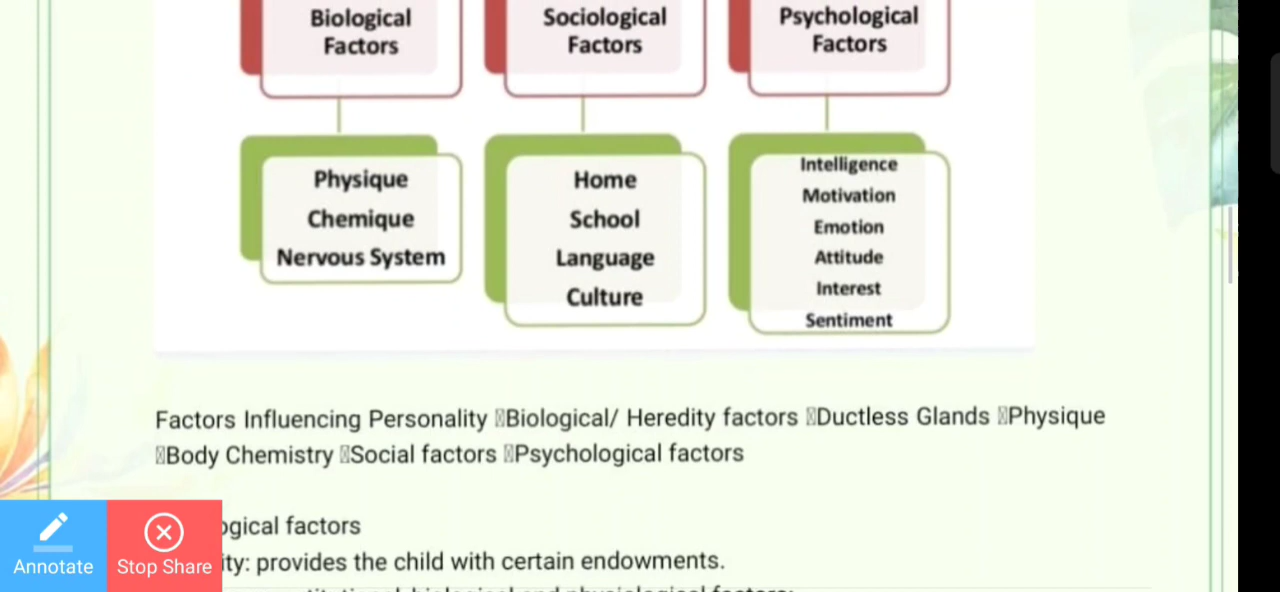 Biological
Factors
Sociological
Factors
Psychological
Factors
Physique
Chemique
Nervous System
Home
School
Language
Culture
Intelligence
Motivation
Emotion
Attitude
Interest
Sentiment
Factors Influencing Personality Biological/ Heredity factors Ductless Glands Physique
Body Chemistry Social factors Psychological factors
ogical factors
ity: provides the child with certain endowments.
Annotate
Stop Share